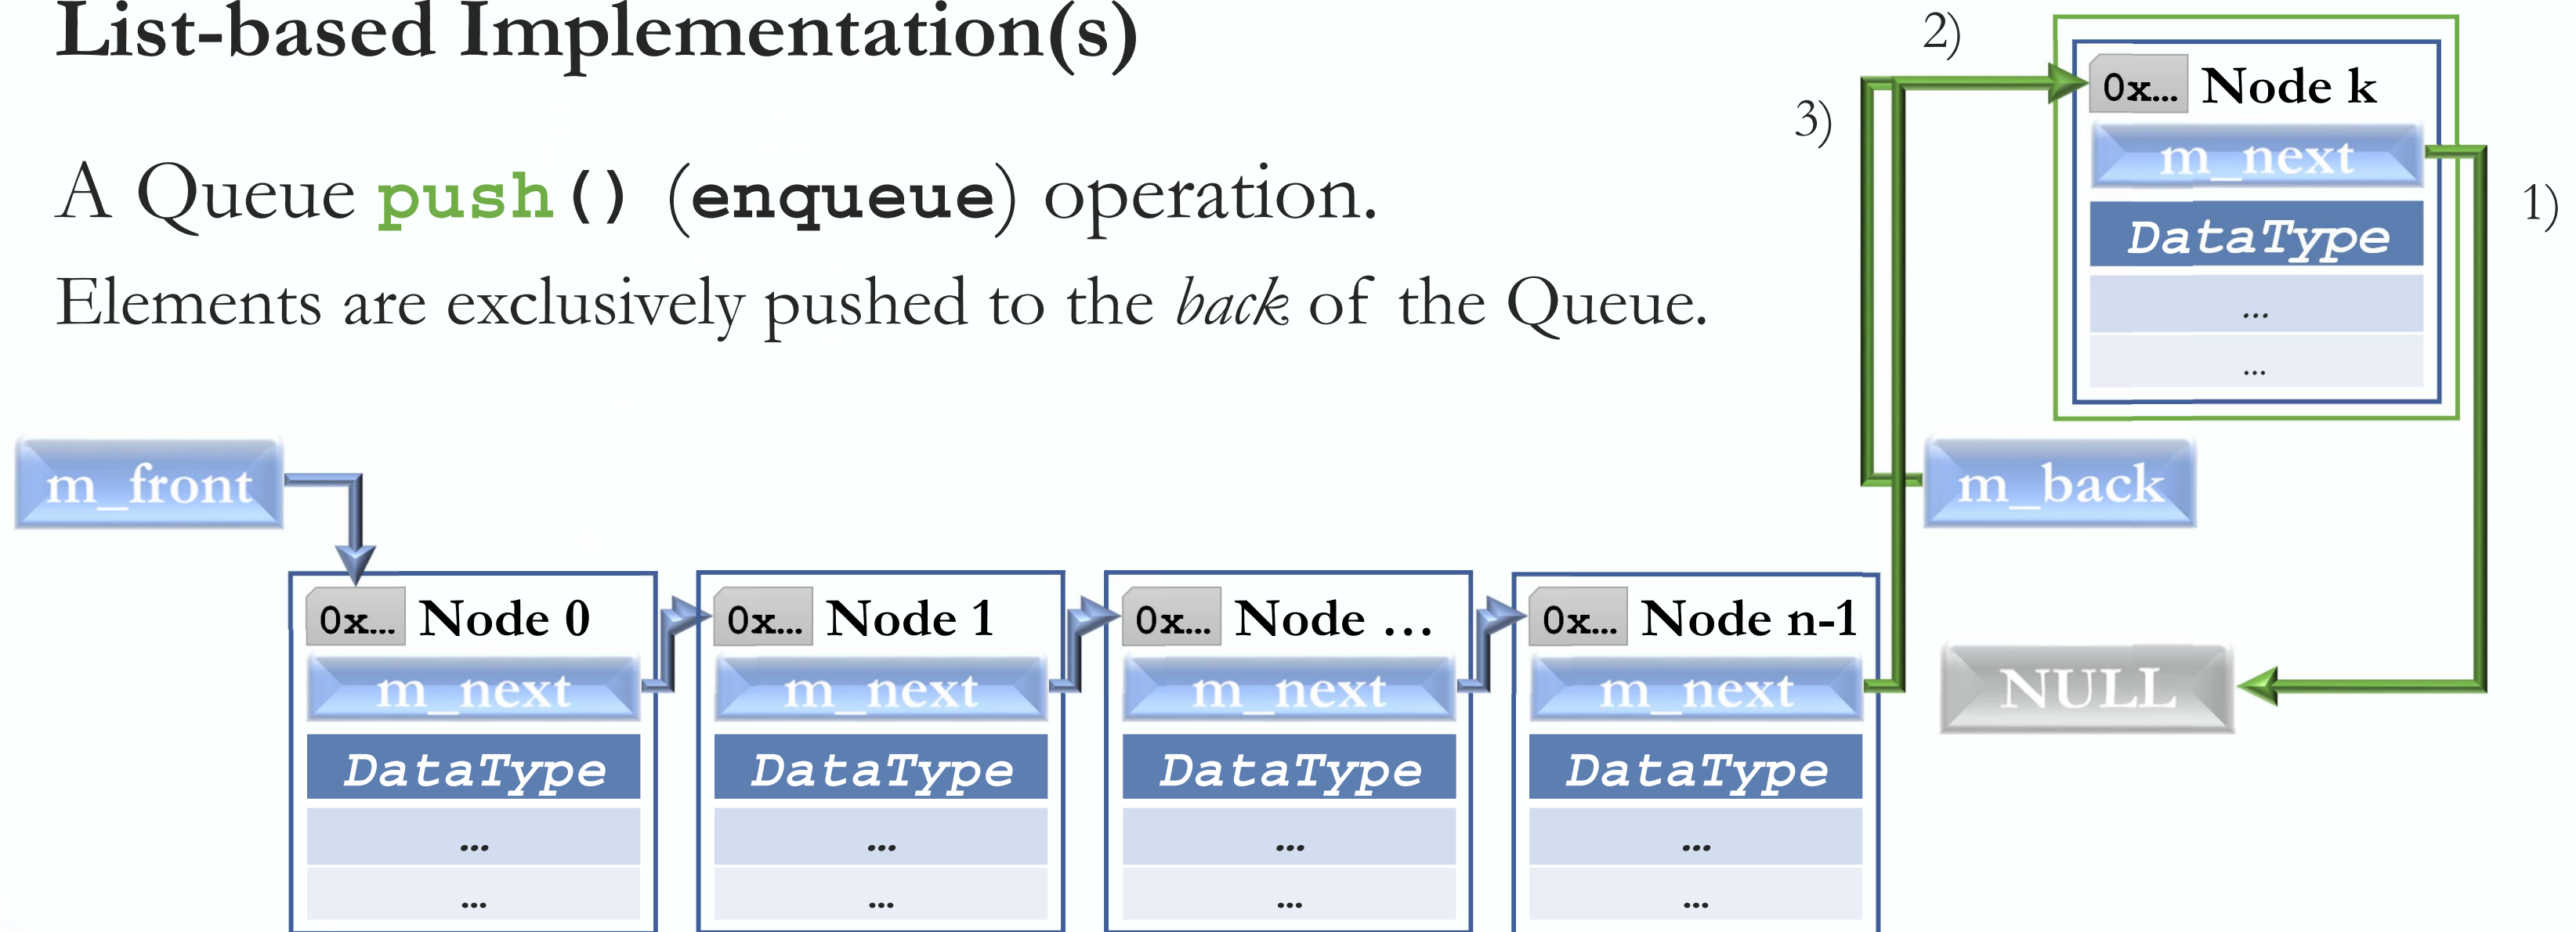 List-based Implementation(s)
A Queue push() (enqueue) operation.
Elements are exclusively pushed to the back of the Queue.
2)
3)
1)
0x... Node k
m_next
DataType
...
...
m_front
m_back
NULL
0x... Node 0
m_next
DataType
...
...
0x... Node 1
m_next
DataType
...
...
0x... Node …
m_next
DataType
...
...
0x... Node n-1
m_next
DataType
...
...